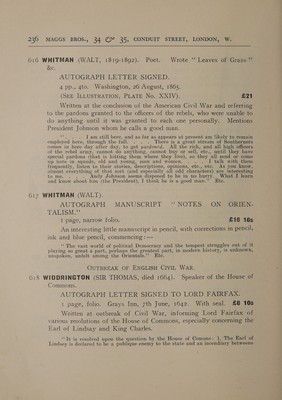 236 MAGGS BROS., 34 & 35, CONDUIT STREET, LONDON, W.
616 WHITMAN (WALT, 1819-1892). Poet. Wrote "Leaves of Grass"
&c.
AUTOGRAPH LETTER SIGNED.
4 pp., 4to. Washington, 26 August, 1865.
(SEE ILLUSTRATION, PLATE No. XXIV). £21
Written at the conclusion of the American Civil War and referring
to the pardons granted to the officers of the rebels, who were unable to
do anything until it was granted to each one personally. Mentions
President Johnson whom he calls a good man.
". . . I am still here, and as far as appears at present am likely to remain
employed here, through the fall. . . . There is a great stream of Southerners
comes in here day after day, to get pardoned. All the rich, and all high officers
of the rebel army, cannot do anything, cannot buy or sell, etc., until they have
special pardons (that is hitting them where they live), so they all send or come
up here in squads, old and young, men and women. . . . I talk with them
frequently, listen to their stories, descriptions, opinions, etc., etc. As you know,
almost everything of that sort (and especially all odd characters) are interesting
to me. . . . Andy Johnson seems disposed to be in no hurry. What I know
and know about him (the President), I think he is a good man." Etc.
617 WHITMAN (WALT).
AUTOGRAPH MANUSCRIPT "NOTES ON ORIEN-
TALISM."
1 page, narrow folio. £16 16s
An interesting little manuscript in pencil, with corrections in pencil,
ink and blue pencil, commencing:—
"The vast world of political Democracy and the tempest struggles out of it
playing so great a part, perhaps the greatest part, in modern history, is unknown,
unspoken, unfelt among the Orientals." Etc.
OUTBREAK OF ENGLISH CIVIL WAR.
618 WIDDRINGTON (SIR THOMAS, died 1664). Speaker of the House of
Commons.
AUTOGRAPH LETTER SIGNED TO LORD FAIRFAX.
1 page, folio. Grays Inn, 7th June, 1642. With seal. £6 10s
Written at outbreak of Civil War, informing Lord Fairfax of
various resolutions of the House of Commons, especially concerning the
Earl of Lindsay and King Charles.
"It is resolved upon the question by the House of Comons: 1. The Earl of
Lindsay is declared to be a publique enemy to the state and an incendiary betweene